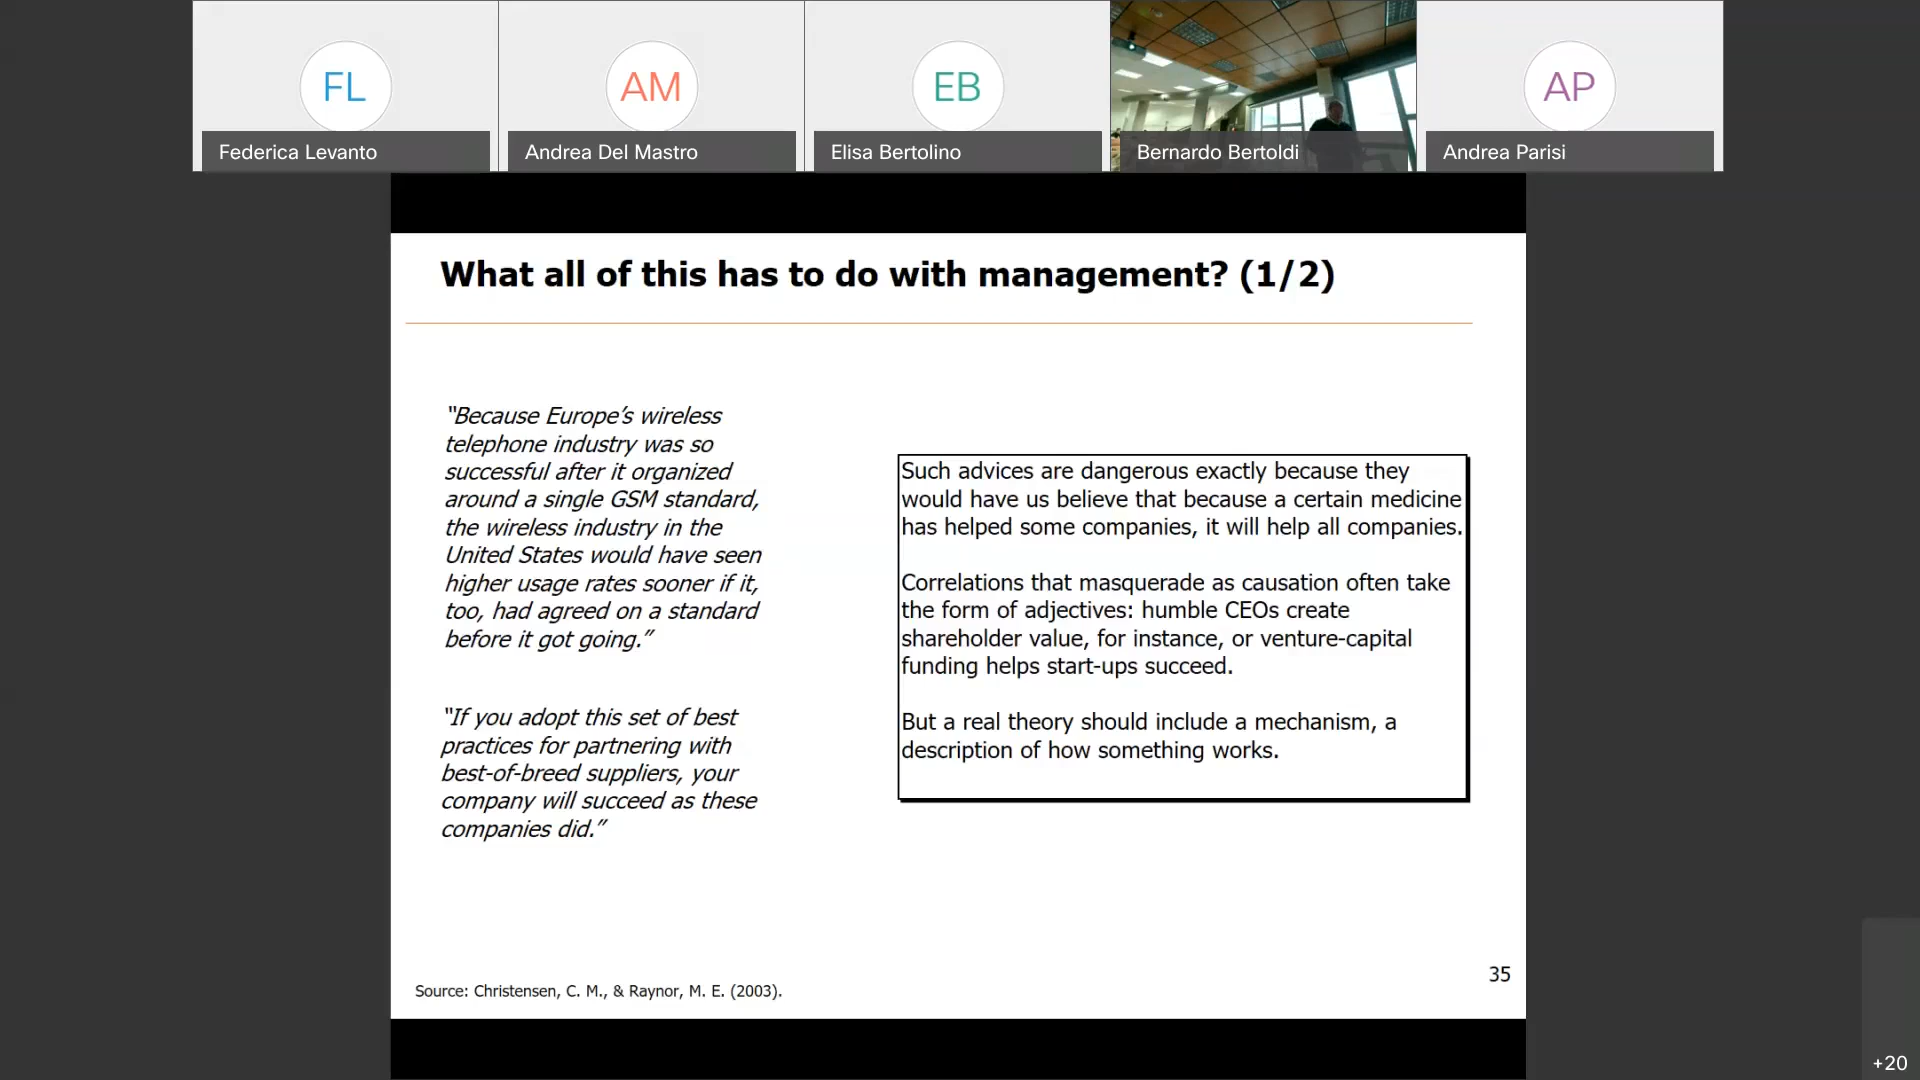 FL
AM
EB
AP
Federica Levanto
Andrea Del Mastro
Elisa Bertolino
Bernardo Bertoldi
Andrea Parisi
What all of this has to do with management? (1/2)
“Because Europe’s wireless
telephone industry was so
successful after it organized
around a single GSM standard,
the wireless industry in the
United States would have seen
higher usage rates sooner if it,
too, had agreed on a standard
before it got going.”
“If you adopt this set of best
practices for partnering with
best-of-breed suppliers, your
company will succeed as these
companies did.”
Such advices are dangerous exactly because they
would have us believe that because a certain medicine
has helped some companies, it will help all companies.
Correlations that masquerade as causation often take
the form of adjectives: humble CEOs create
shareholder value, for instance, or venture-capital
funding helps start-ups succeed.
But a real theory should include a mechanism, a
description of how something works.
35
Source: Christensen, C. M., & Raynor, M. E. (2003).
+20